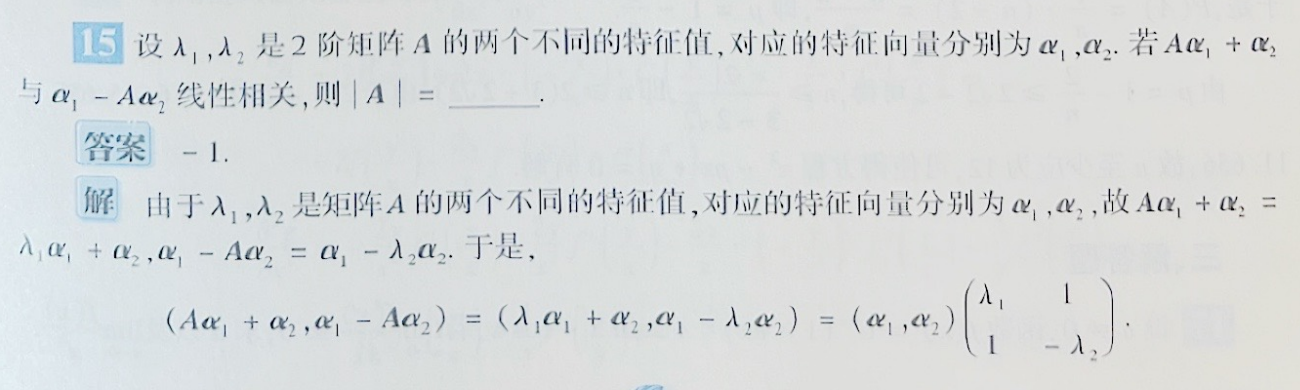 15 设 λ₁,λ₂ 是 2 阶矩阵 A 的两个不同的特征值,对应的特征向量分别为 α₁,α₂. 若 Aα₁ + α₂
与 α₁ - Aα₂ 线性相关,则 | A | = ______.
答案 - 1.
解 由于 λ₁,λ₂ 是矩阵 A 的两个不同的特征值,对应的特征向量分别为 α₁,α₂,故 Aα₁ + α₂ =
λ₁α₁ + α₂,α₁ - Aα₂ = α₁ - λ₂α₂. 于是,
(Aα₁ + α₂,α₁ - Aα₂) = (λ₁α₁ + α₂,α₁ - λ₂α₂) = (α₁,α₂) (λ₁ 1
1 - λ₂).